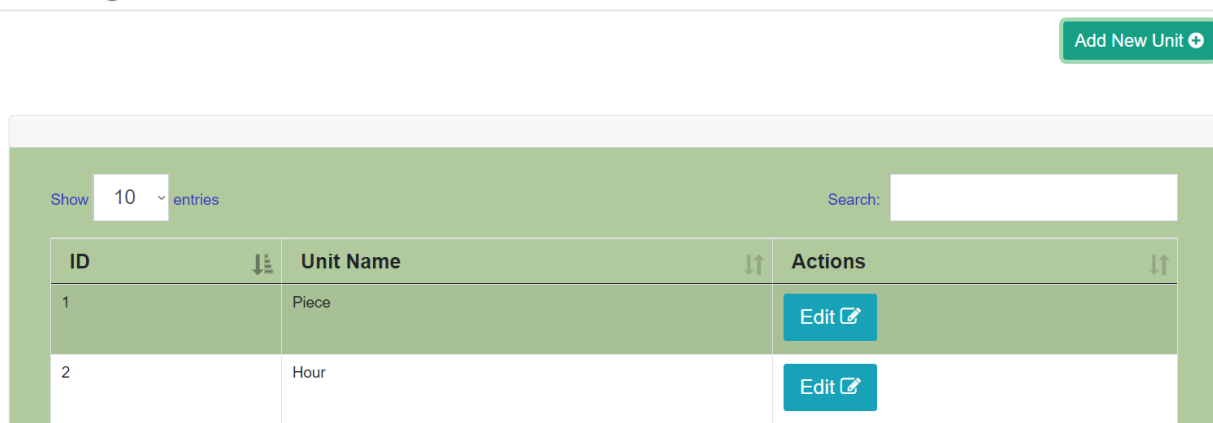 Add New Unit
Show 10 entries Search:
ID Unit Name Actions
1 Piece Edit
2 Hour Edit